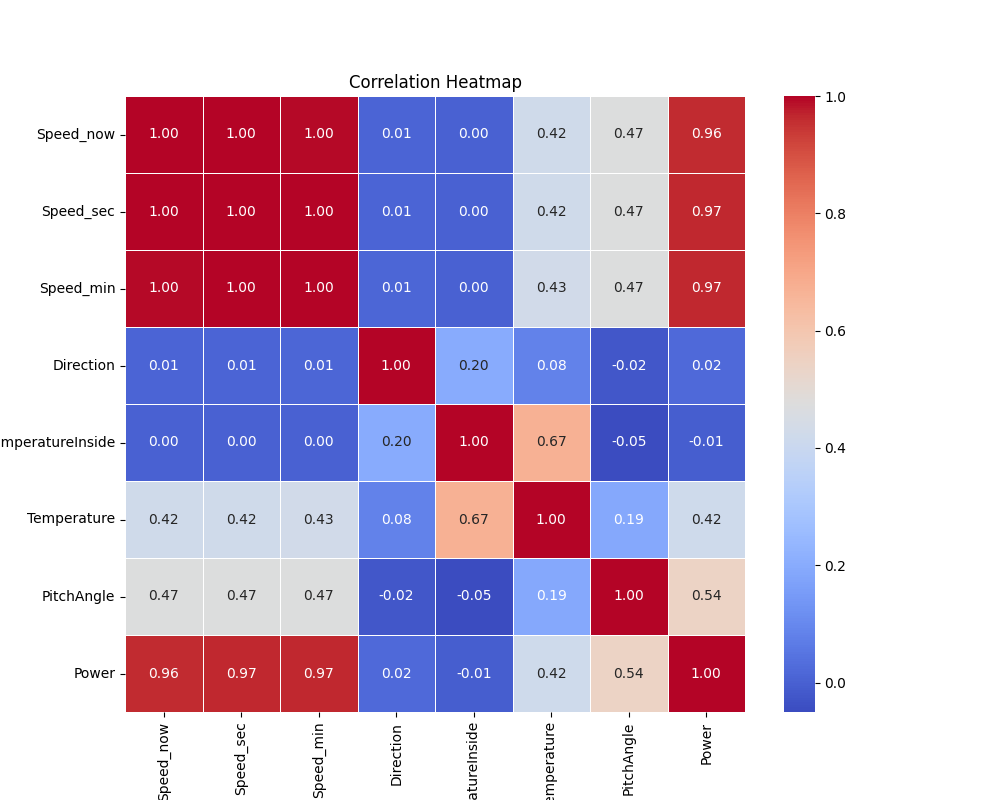 Correlation Heatmap
Speed_now 1.00 1.00 1.00 0.01 0.00 0.42 0.47 0.96
Speed_sec 1.00 1.00 1.00 0.01 0.00 0.42 0.47 0.97
Speed_min 1.00 1.00 1.00 0.01 0.00 0.43 0.47 0.97
Direction 0.01 0.01 0.01 1.00 0.20 0.08 -0.02 0.02
mperatureInside 0.00 0.00 0.00 0.20 1.00 0.67 -0.05 -0.01
Temperature 0.42 0.42 0.43 0.08 0.67 1.00 0.19 0.42
PitchAngle 0.47 0.47 0.47 -0.02 -0.05 0.19 1.00 0.54
Power 0.96 0.97 0.97 0.02 -0.01 0.42 0.54 1.00
Speed_now
Speed_sec
Speed_min
Direction
atureInside
emperature
PitchAngle
Power
1.0
0.8
0.6
0.4
0.2
0.0